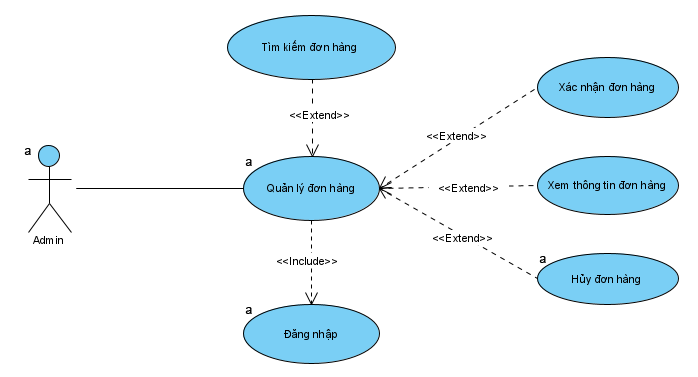 Tìm kiếm đơn hàng
Xác nhận đơn hàng
<<Extend>>
<<Extend>>
a
a
Quản lý đơn hàng
<<Extend>>
Xem thông tin đơn hàng
Admin
<<Extend>>
<<Include>>
a
Hủy đơn hàng
a
Đăng nhập